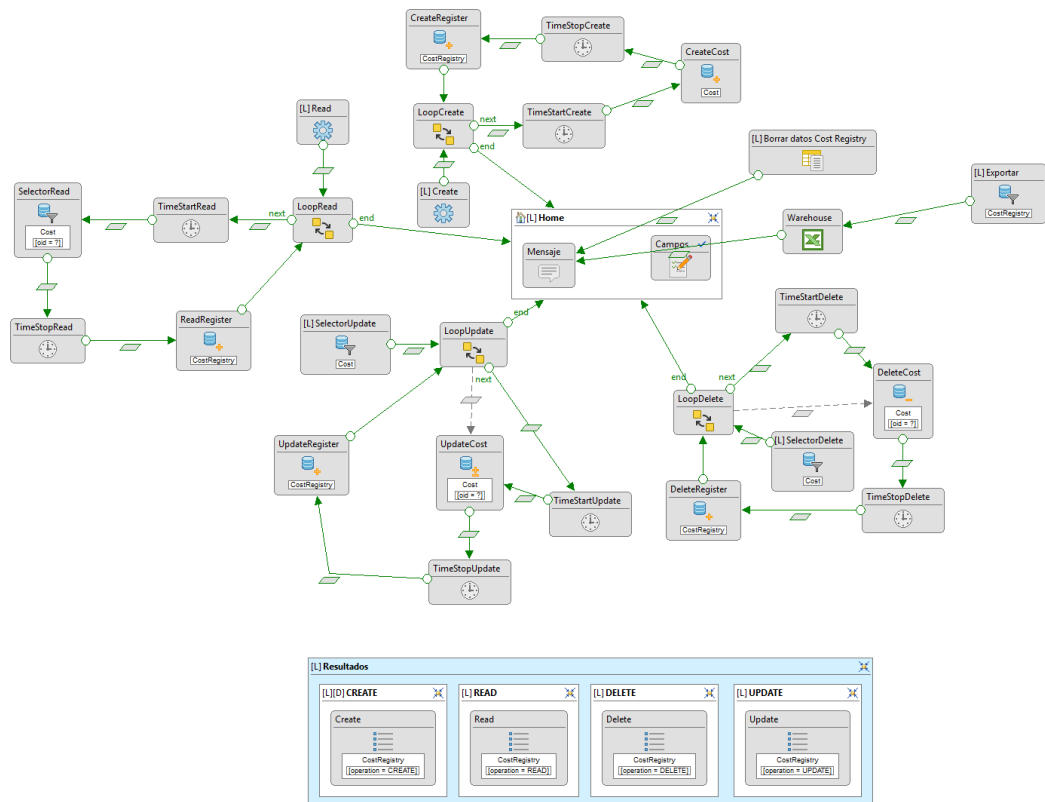 CreateRegister
CostRegistry
TimeStopCreate
CreateCost
Cost
[L] Read
LoopCreate
next
end
TimeStartCreate
[L] Borrar datos Cost Registry
[L] Create
[L] Exportar
CostRegistry
SelectorRead
Cost
[oid = ?]
TimeStartRead
next
LoopRead
end
[L] Home
Mensaje
Campos
Warehouse
TimeStopRead
ReadRegister
CostRegistry
[L] SelectorUpdate
Cost
LoopUpdate
end
next
TimeStartDelete
DeleteCost
Cost
[oid = ?]
end
next
LoopDelete
[L] SelectorDelete
Cost
UpdateRegister
CostRegistry
UpdateCost
Cost
[oid = ?]
TimeStartUpdate
DeleteRegister
CostRegistry
TimeStopDelete
TimeStopUpdate
[L] Resultados
[L][D] CREATE
[L] READ
[L] DELETE
[L] UPDATE
Create
Read
Delete
Update
CostRegistry
[operation = CREATE]
CostRegistry
[operation = READ]
CostRegistry
[operation = DELETE]
CostRegistry
[operation = UPDATE]